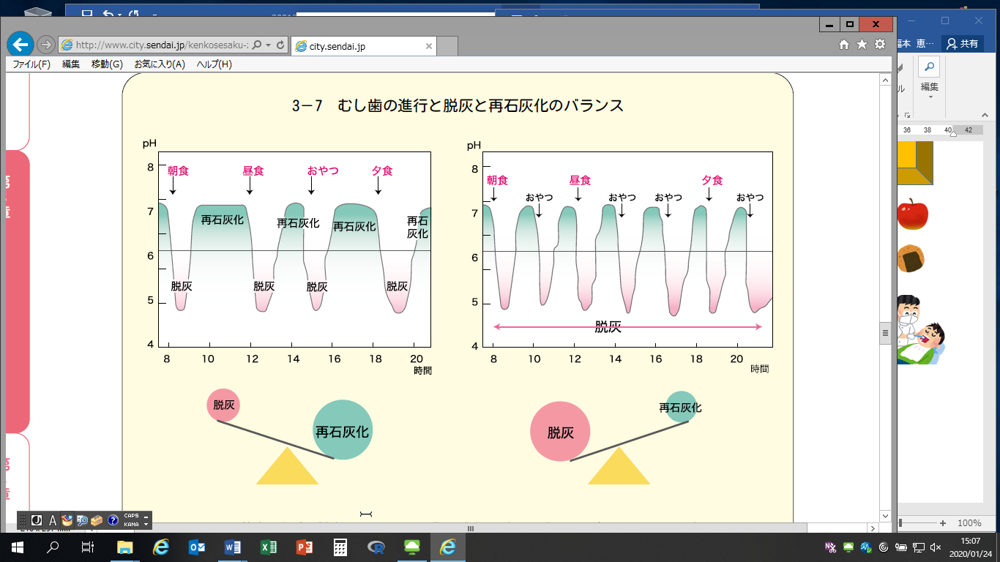 http://www.city.sendai.jp/kenkosesaku-
city.sendai.jp
福本 恵…
共有
ファイル(F) 編集 移動(G) お気に入り(A) ヘルプ(H)
編集
36 38 40 42
3－7 むし歯の進行と脱灰と再石灰化のバランス
pH
8
7
6
5
4
朝食 昼食 おやつ 夕食
再石灰化 再石灰化 再石灰化 再石灰化
脱灰 脱灰 脱灰 脱灰
8 10 12 14 16 18 20
時間
pH
8
7
6
5
4
朝食 昼食 夕食
おやつ おやつ おやつ おやつ
脱灰
8 10 12 14 16 18 20
時間
脱灰
再石灰化
脱灰
再石灰化
A
CAPS
KANA
100%
15:07
2020/01/24